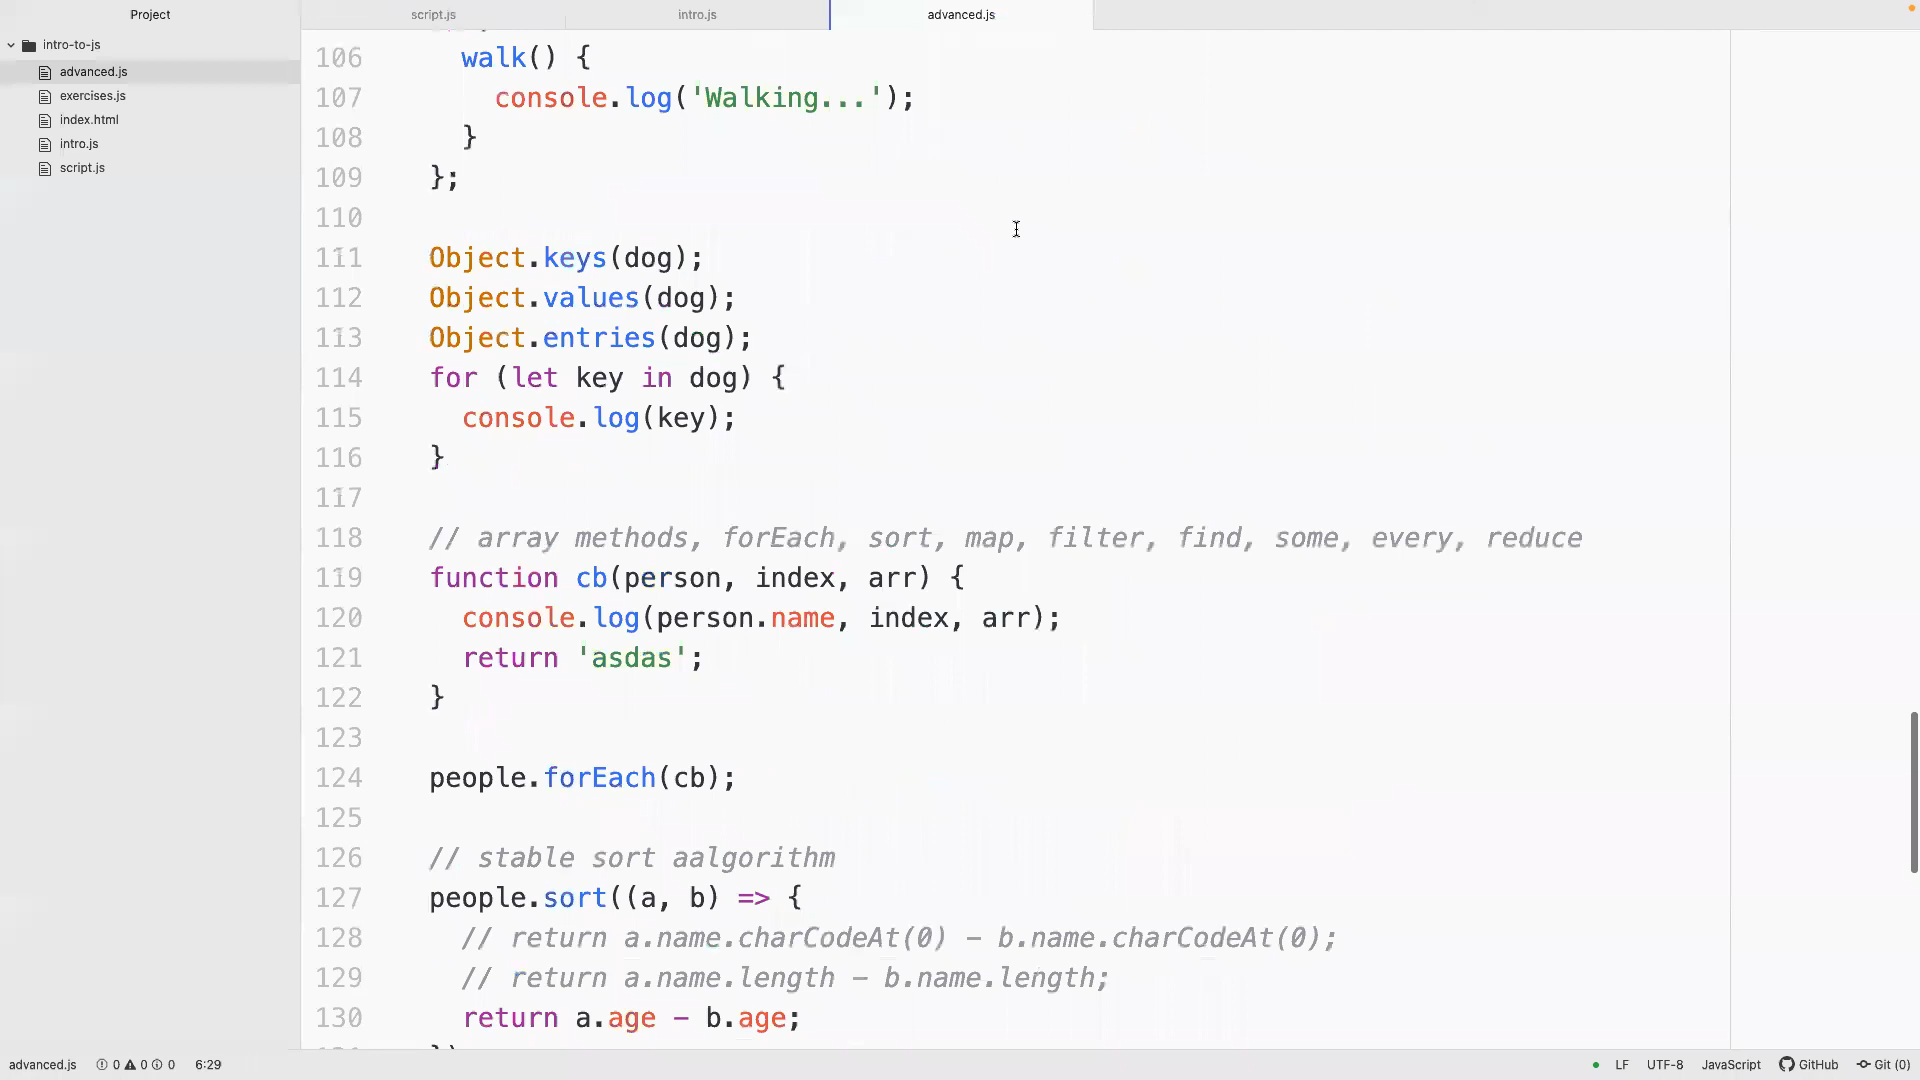 Project
script.js
intro.js
advanced.js
intro-to-js
advanced.js
exercises.js
index.html
intro.js
script.js
106 walk() {
107 console.log('Walking...');
108 }
109 };
110
111 Object.keys(dog);
112 Object.values(dog);
113 Object.entries(dog);
114 for (let key in dog) {
115 console.log(key);
116 }
117
118 // array methods, forEach, sort, map, filter, find, some, every, reduce
119 function cb(person, index, arr) {
120 console.log(person.name, index, arr);
121 return 'asdas';
122 }
123
124 people.forEach(cb);
125
126 // stable sort aalgorithm
127 people.sort((a, b) => {
128 // return a.name.charCodeAt(0) - b.name.charCodeAt(0);
129 // return a.name.length - b.name.length;
130 return a.age - b.age;
advanced.js 0 0 0 6:29 LF UTF-8 JavaScript GitHub Git (0)